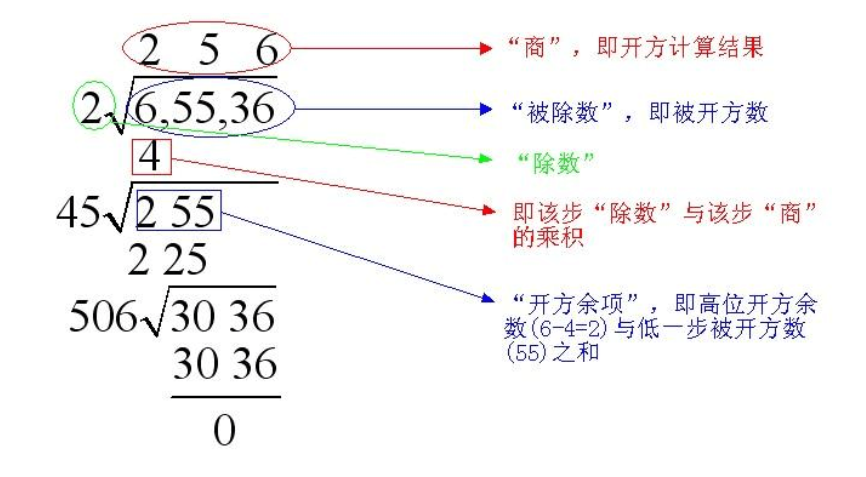 2 5 6
“商”，即开方计算结果
2√6,55,36
“被除数”，即被开方数
4
“除数”
45√2 55
即该步“除数”与该步“商”
的乘积
2 25
506√30 36
“开方余项”，即高位开方余
数(6-4=2)与低一步被开方数
(55)之和
30 36
0